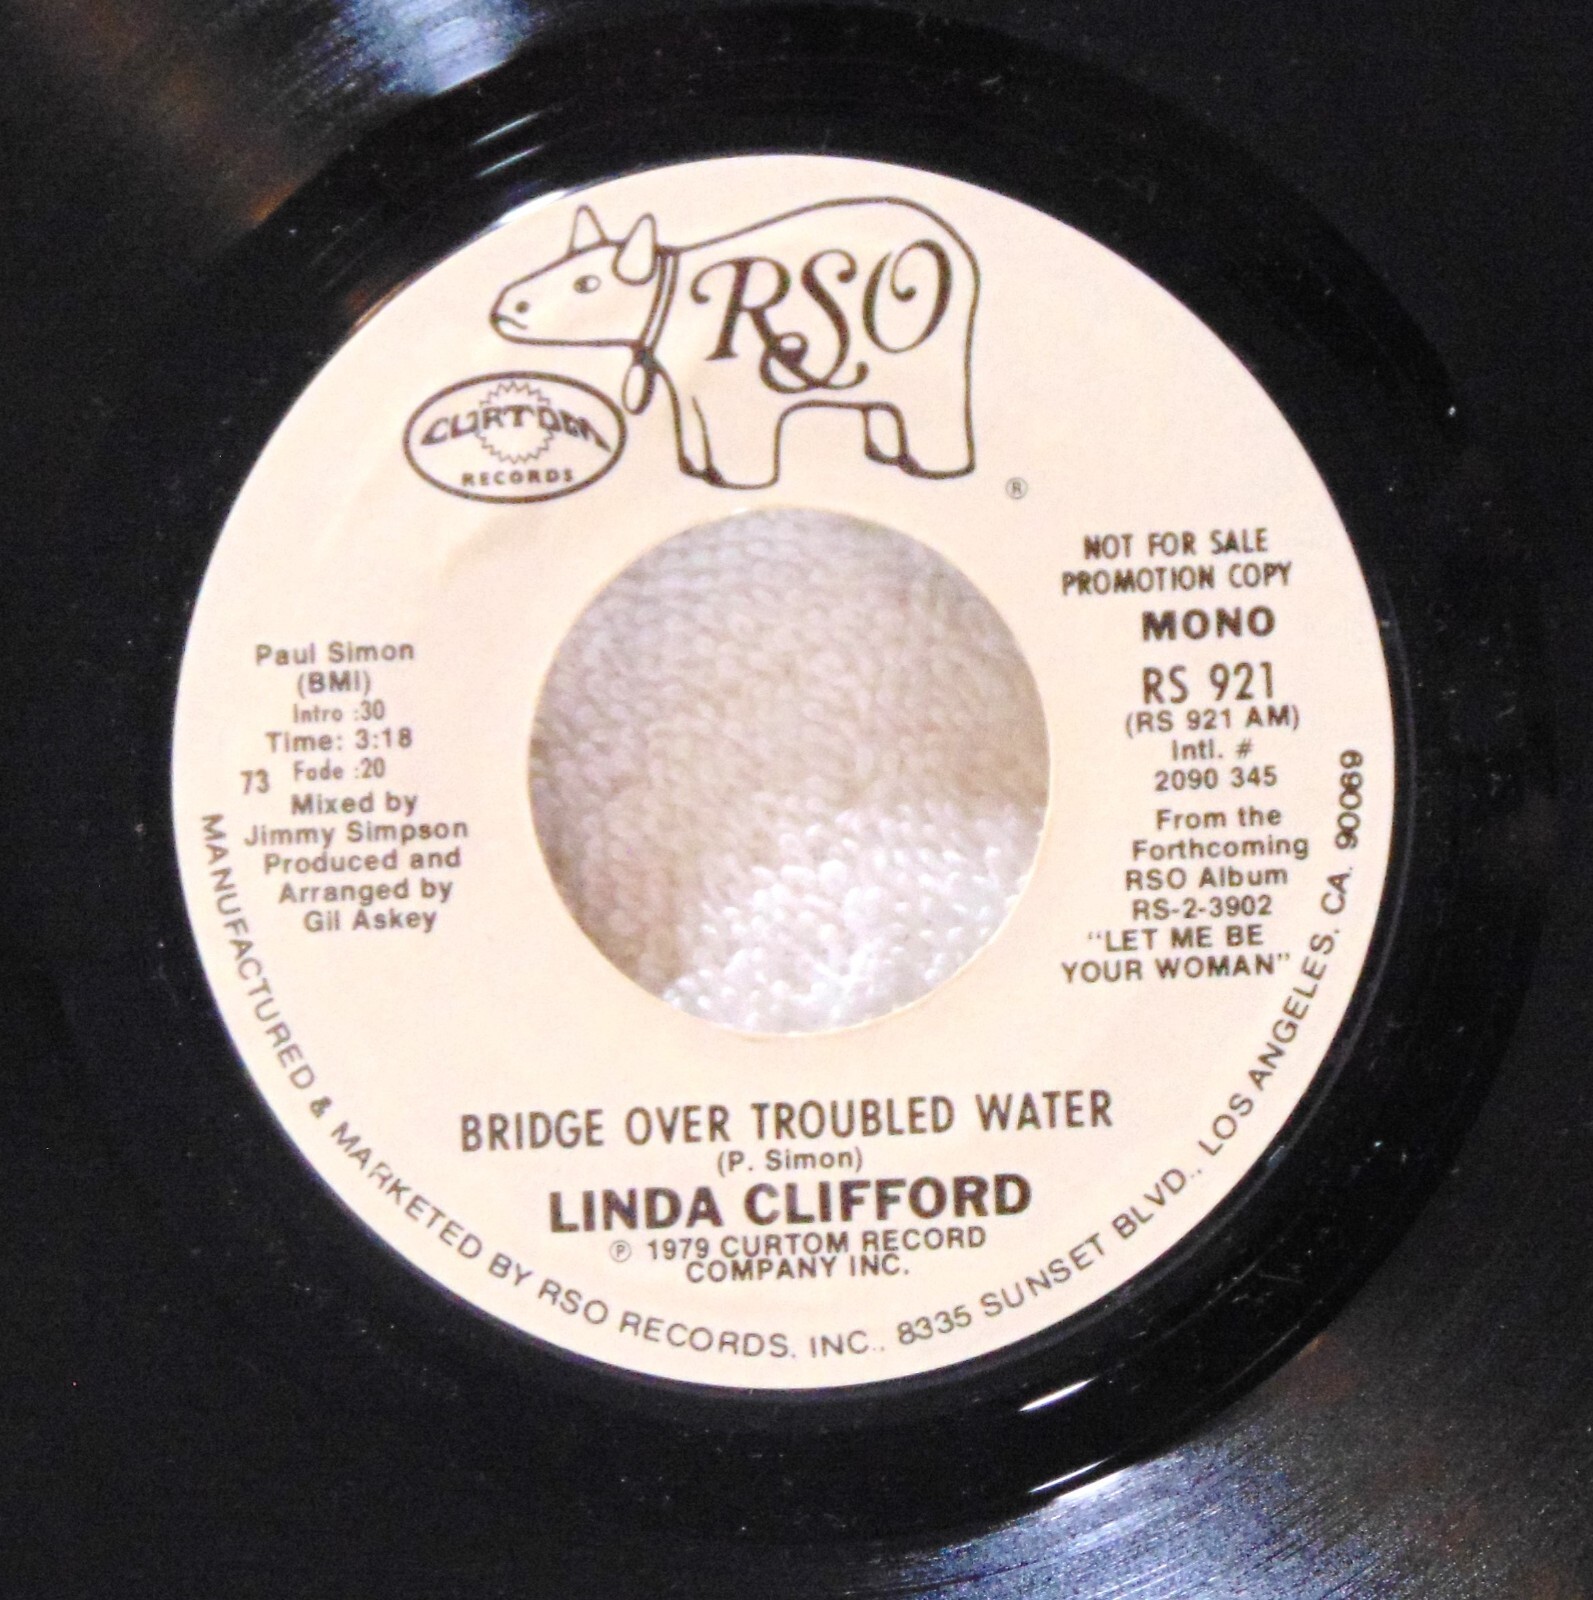 RSO
CURTOM
RECORDS
®
NOT FOR SALE
PROMOTION COPY
MONO
RS 921
(RS 921 AM)
Intl. #
2090 345
From the
Forthcoming
RSO Album
RS-2-3902
"LET ME BE
YOUR WOMAN"
Paul Simon
(BMI)
Intro :30
Time: 3:18
73 Fade :20
Mixed by
Jimmy Simpson
Produced and
Arranged by
Gil Askey
BRIDGE OVER TROUBLED WATER
(P. Simon)
LINDA CLIFFORD
℗ 1979 CURTOM RECORD
COMPANY INC.
MANUFACTURED & MARKETED BY RSO RECORDS, INC., 8335 SUNSET BLVD., LOS ANGELES, CA. 90069